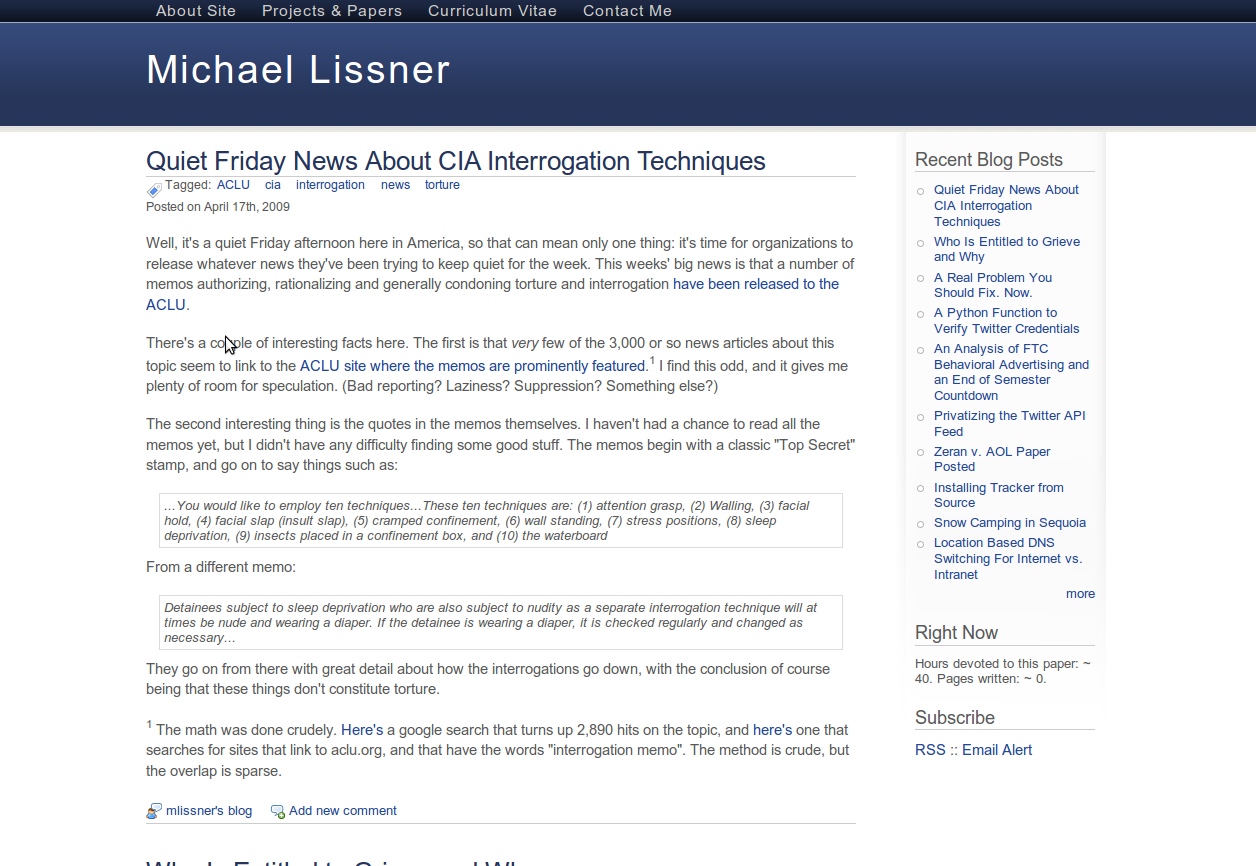 About Site Projects & Papers Curriculum Vitae Contact Me
Michael Lissner
Quiet Friday News About CIA Interrogation Techniques
Tagged: ACLU cia interrogation news torture
Posted on April 17th, 2009
Well, it's a quiet Friday afternoon here in America, so that can mean only one thing: it's time for organizations to
release whatever news they've been trying to keep quiet for the week. This weeks' big news is that a number of
memos authorizing, rationalizing and generally condoning torture and interrogation have been released to the
ACLU.
There's a couple of interesting facts here. The first is that very few of the 3,000 or so news articles about this
topic seem to link to the ACLU site where the memos are prominently featured.1 I find this odd, and it gives me
plenty of room for speculation. (Bad reporting? Laziness? Suppression? Something else?)
The second interesting thing is the quotes in the memos themselves. I haven't had a chance to read all the
memos yet, but I didn't have any difficulty finding some good stuff. The memos begin with a classic "Top Secret"
stamp, and go on to say things such as:
…You would like to employ ten techniques…These ten techniques are: (1) attention grasp, (2) Walling, (3) facial
hold, (4) facial slap (insult slap), (5) cramped confinement, (6) wall standing, (7) stress positions, (8) sleep
deprivation, (9) insects placed in a confinement box, and (10) the waterboard
From a different memo:
Detainees subject to sleep deprivation who are also subject to nudity as a separate interrogation technique will at
times be nude and wearing a diaper. If the detainee is wearing a diaper, it is checked regularly and changed as
necessary…
They go on from there with great detail about how the interrogations go down, with the conclusion of course
being that these things don't constitute torture.
1 The math was done crudely. Here's a google search that turns up 2,890 hits on the topic, and here's one that
searches for sites that link to aclu.org, and that have the words "interrogation memo". The method is crude, but
the overlap is sparse.
mlissner's blog Add new comment
Who Is Entitled to Grieve and Why
Recent Blog Posts
Quiet Friday News About
CIA Interrogation
Techniques
Who Is Entitled to Grieve
and Why
A Real Problem You
Should Fix. Now.
A Python Function to
Verify Twitter Credentials
An Analysis of FTC
Behavioral Advertising and
an End of Semester
Countdown
Privatizing the Twitter API
Feed
Zeran v. AOL Paper
Posted
Installing Tracker from
Source
Snow Camping in Sequoia
Location Based DNS
Switching For Internet vs.
Intranet
more
Right Now
Hours devoted to this paper: ~
40. Pages written: ~ 0.
Subscribe
RSS :: Email Alert